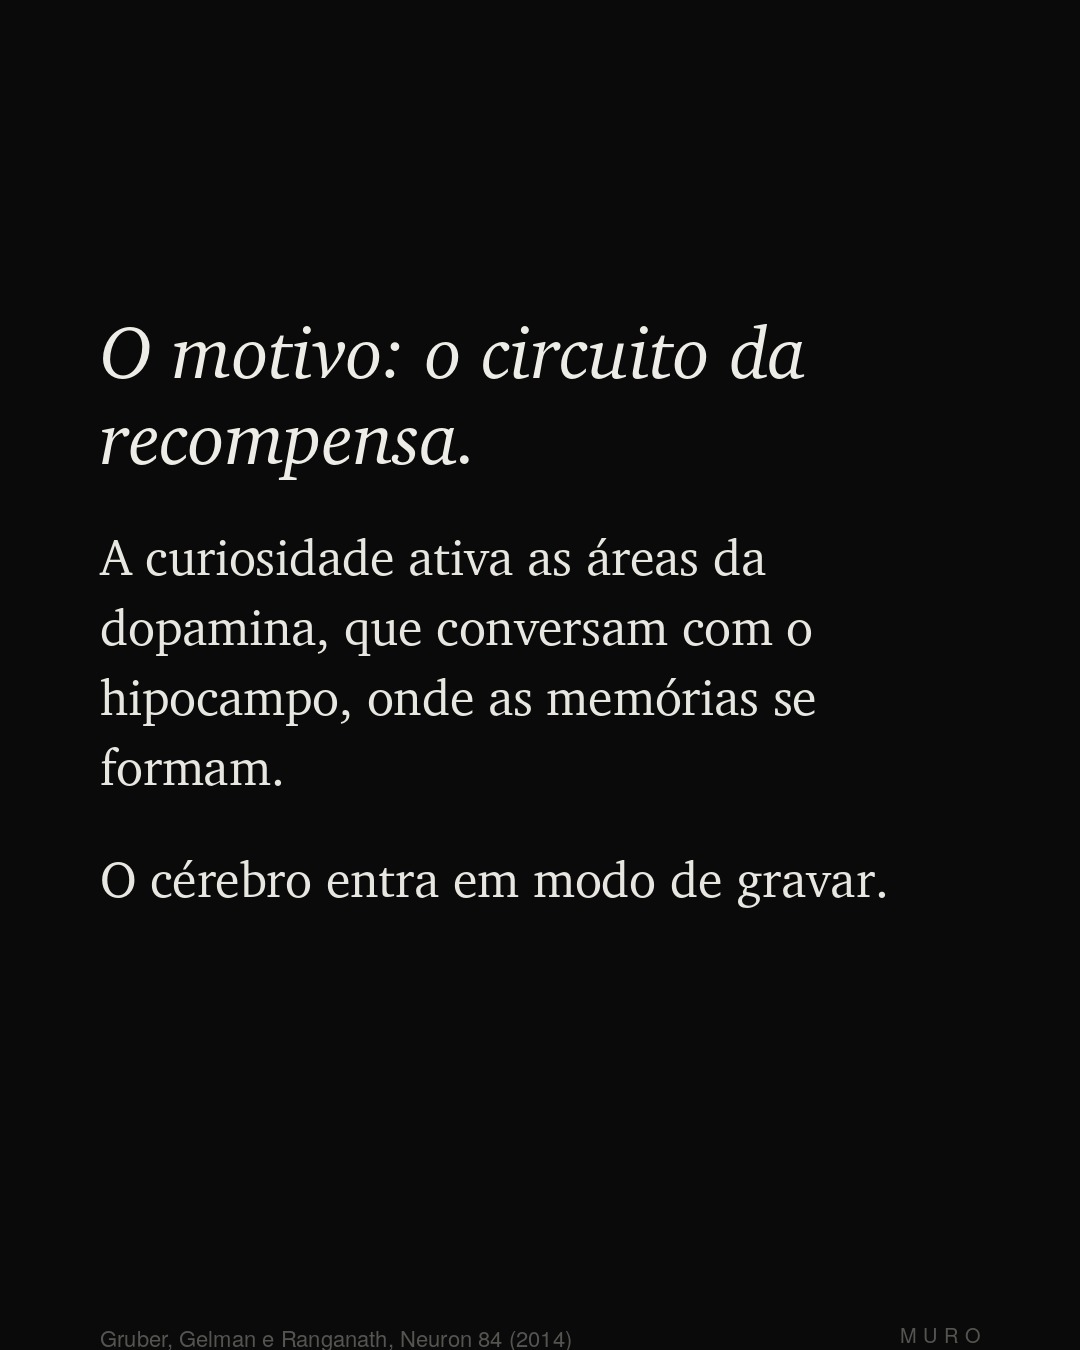 O motivo: o circuito da
recompensa.
A curiosidade ativa as áreas da
dopamina, que conversam com o
hipocampo, onde as memórias se
formam.
O cérebro entra em modo de gravar.
Gruber, Gelman e Ranganath, Neuron 84 (2014)
MURO